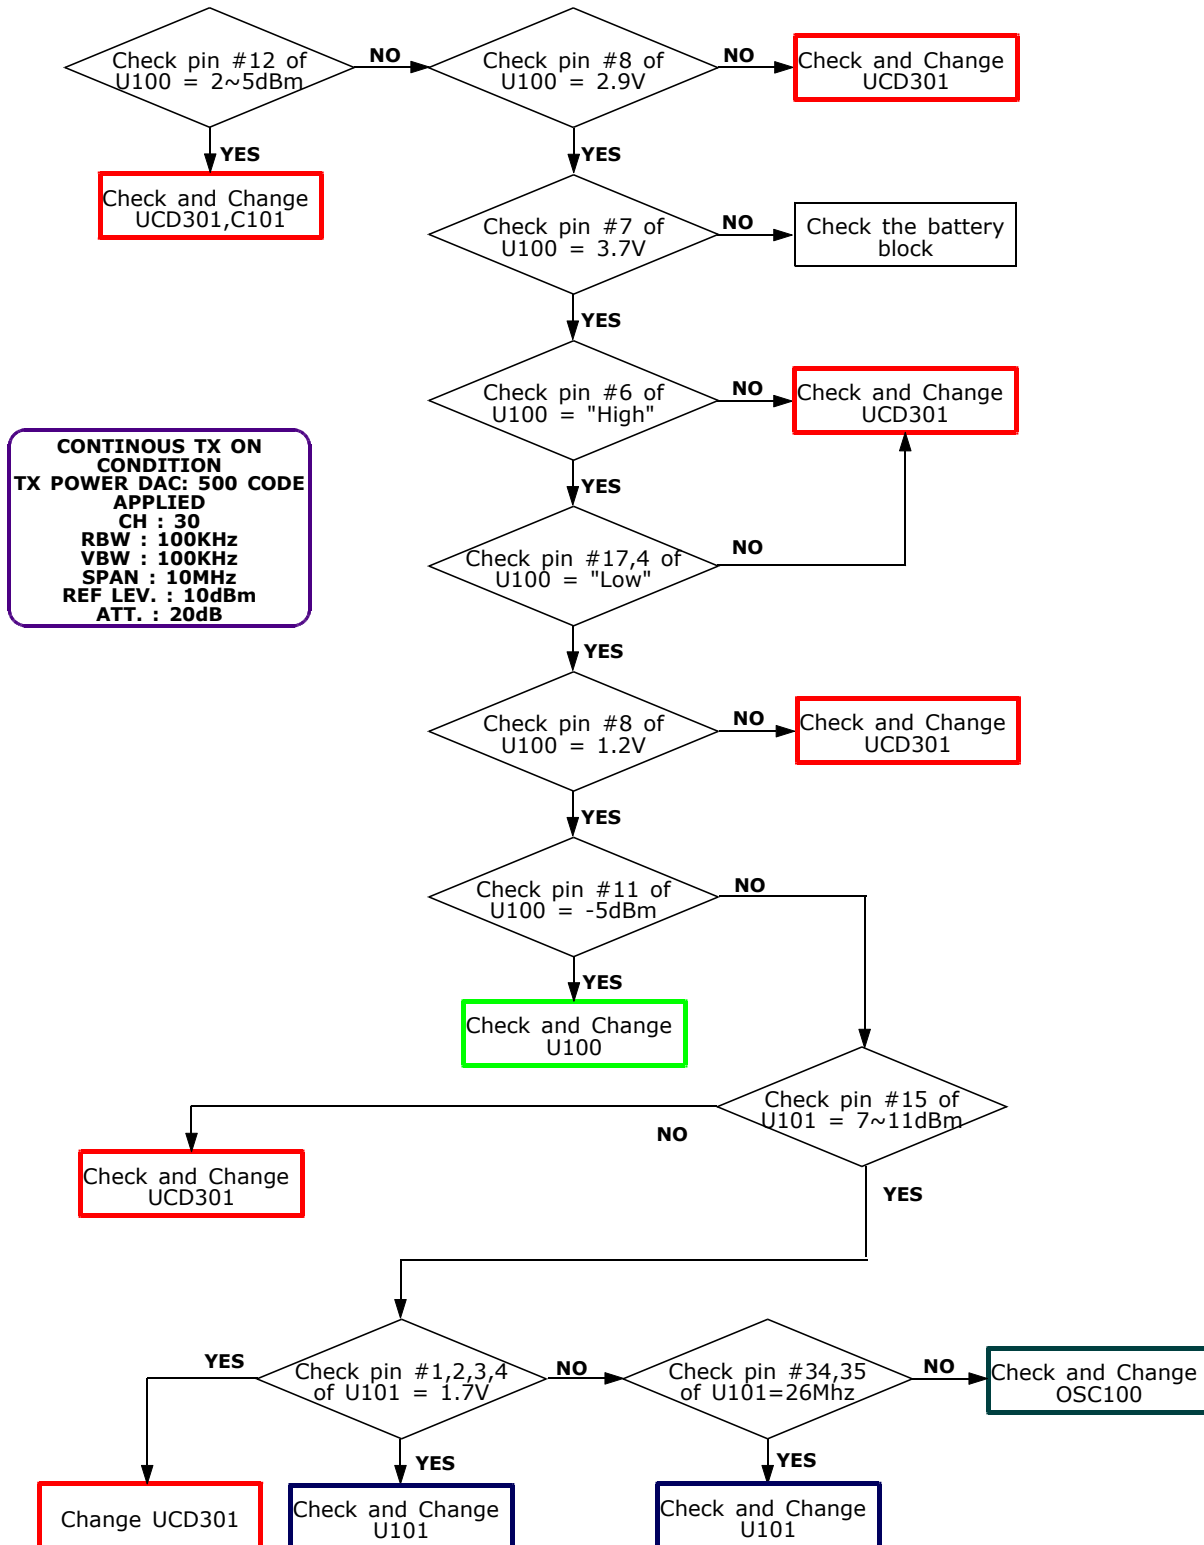 Check pin #12 of
U100 = 2~5dBm
NO
Check pin #8 of
U100 = 2.9V
NO
Check and Change
UCD301
YES
YES
Check and Change
UCD301,C101
Check pin #7 of
U100 = 3.7V
NO
Check the battery
block
YES
Check pin #6 of
U100 = "High"
NO
Check and Change
UCD301
CONTINOUS TX ON
CONDITION
TX POWER DAC: 500 CODE
APPLIED
CH : 30
RBW : 100KHz
VBW : 100KHz
SPAN : 10MHz
REF LEV. : 10dBm
ATT. : 20dB
YES
Check pin #17,4 of
U100 = "Low"
NO
YES
Check pin #8 of
U100 = 1.2V
NO
Check and Change
UCD301
YES
Check pin #11 of
U100 = -5dBm
NO
YES
Check and Change
U100
Check pin #15 of
U101 = 7~11dBm
NO
Check and Change
UCD301
YES
YES
Check pin #1,2,3,4
of U101 = 1.7V
NO
Check pin #34,35
of U101=26Mhz
NO
Check and Change
OSC100
YES
YES
Change UCD301
Check and Change
U101
Check and Change
U101